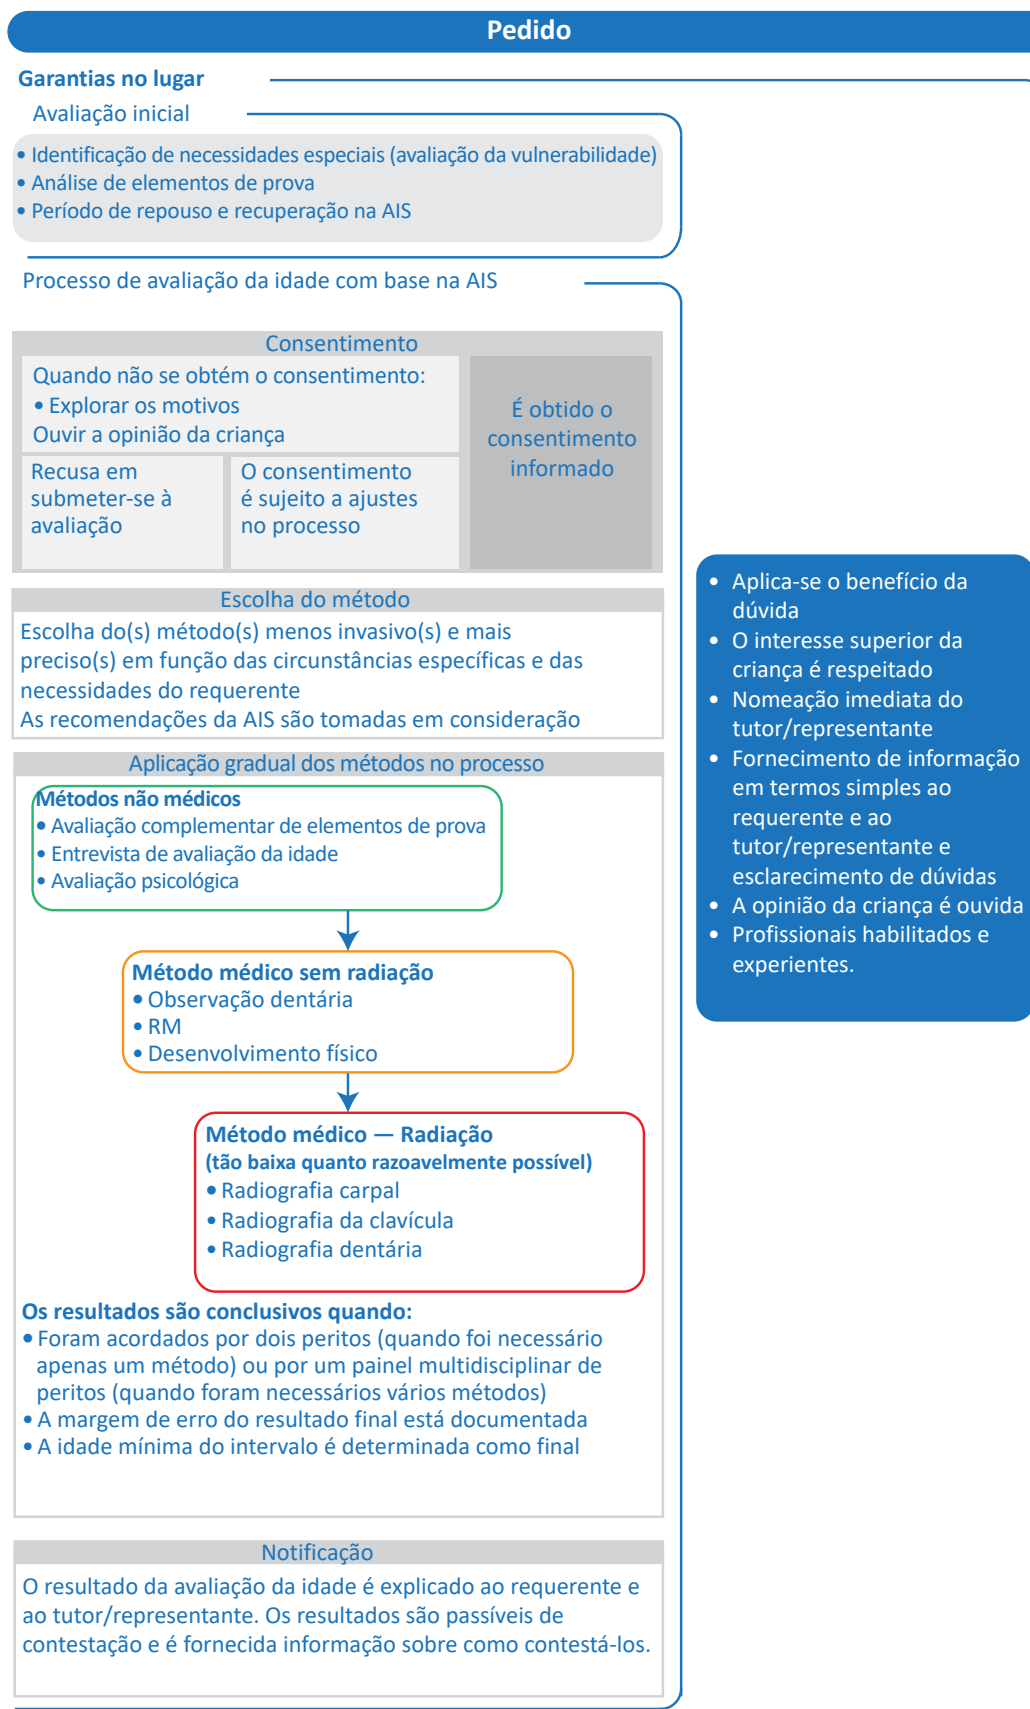 Pedido
Garantias no lugar
Avaliação inicial
• Identificação de necessidades especiais (avaliação da vulnerabilidade)
• Análise de elementos de prova
• Período de repouso e recuperação na AIS
Processo de avaliação da idade com base na AIS
Consentimento
Quando não se obtém o consentimento:
• Explorar os motivos
Ouvir a opinião da criança
Recusa em
submeter-se à
avaliação
O consentimento
é sujeito a ajustes
no processo
É obtido o
consentimento
informado
Escolha do método
Escolha do(s) método(s) menos invasivo(s) e mais
preciso(s) em função das circunstâncias específicas e das
necessidades do requerente
As recomendações da AIS são tomadas em consideração
Aplicação gradual dos métodos no processo
Métodos não médicos
• Avaliação complementar de elementos de prova
• Entrevista de avaliação da idade
• Avaliação psicológica
Método médico sem radiação
• Observação dentária
• RM
• Desenvolvimento físico
Método médico — Radiação
(tão baixa quanto razoavelmente possível)
• Radiografia carpal
• Radiografia da clavícula
• Radiografia dentária
Os resultados são conclusivos quando:
• Foram acordados por dois peritos (quando foi necessário
apenas um método) ou por um painel multidisciplinar de
peritos (quando foram necessários vários métodos)
• A margem de erro do resultado final está documentada
• A idade mínima do intervalo é determinada como final
Notificação
O resultado da avaliação da idade é explicado ao requerente e
ao tutor/representante. Os resultados são passíveis de
contestação e é fornecida informação sobre como contestá-los.
• Aplica-se o benefício da
dúvida
• O interesse superior da
criança é respeitado
• Nomeação imediata do
tutor/representante
• Fornecimento de informação
em termos simples ao
requerente e ao
tutor/representante e
esclarecimento de dúvidas
• A opinião da criança é ouvida
• Profissionais habilitados e
experientes.